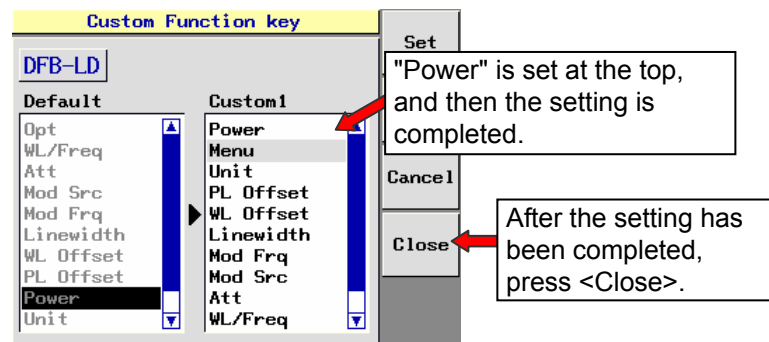 Custom Function key
Set
DFB-LD
"Power" is set at the top,
and then the setting is
completed.
Default
Custom1
Opt
WL/Freq
Att
Mod Src
Mod Frq
Linewidth
WL Offset
PL Offset
Power
Unit
Power
Menu
Unit
PL Offset
WL Offset
Linewidth
Mod Frq
Mod Src
Att
WL/Freq
Cancel
Close
After the setting has
been completed,
press <Close>.